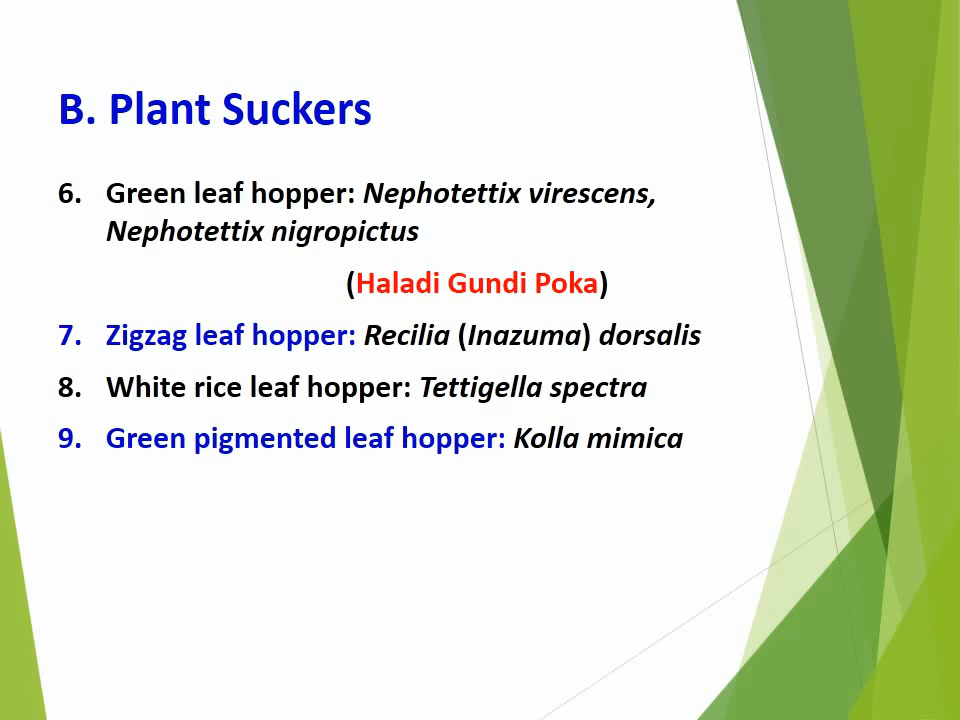 B. Plant Suckers
6. Green leaf hopper: Nephotettix virescens,
Nephotettix nigropictus
(Haladi Gundi Poka)
7. Zigzag leaf hopper: Recilia (Inazuma) dorsalis
8. White rice leaf hopper: Tettigella spectra
9. Green pigmented leaf hopper: Kolla mimica